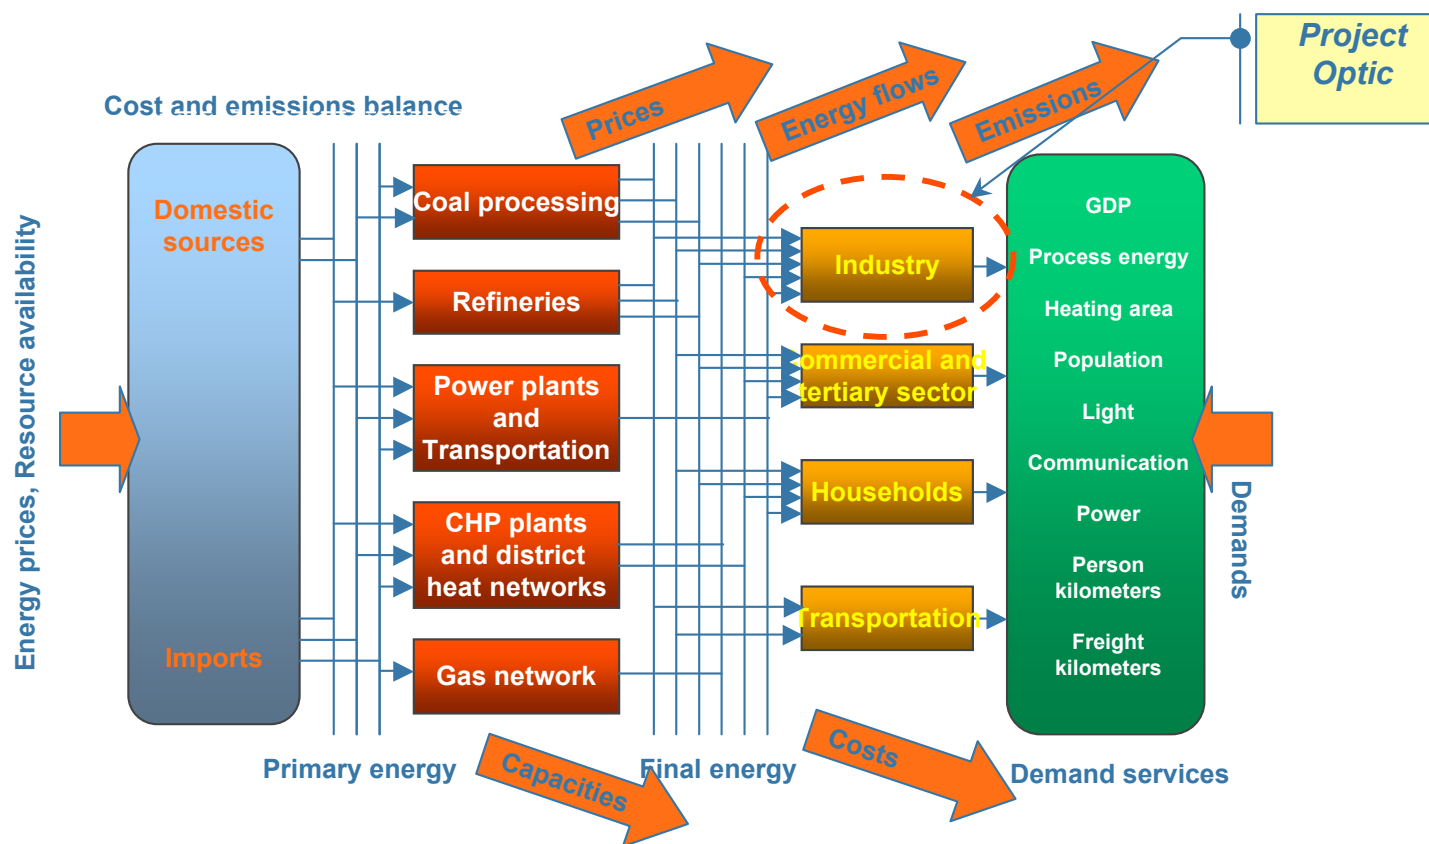 Project
Optic
Prices
Energy flows
Emissions
Cost and emissions balance
Energy prices, Resource availability
Domestic
sources
Imports
Coal processing
Refineries
Power plants
and
Transportation
CHP plants
and district
heat networks
Gas network
Industry
Commercial and
tertiary sector
Households
Transportation
GDP
Process energy
Heating area
Population
Light
Communication
Power
Person
kilometers
Freight
kilometers
Demands
Primary energy
Capacities
Final energy
Costs
Demand services